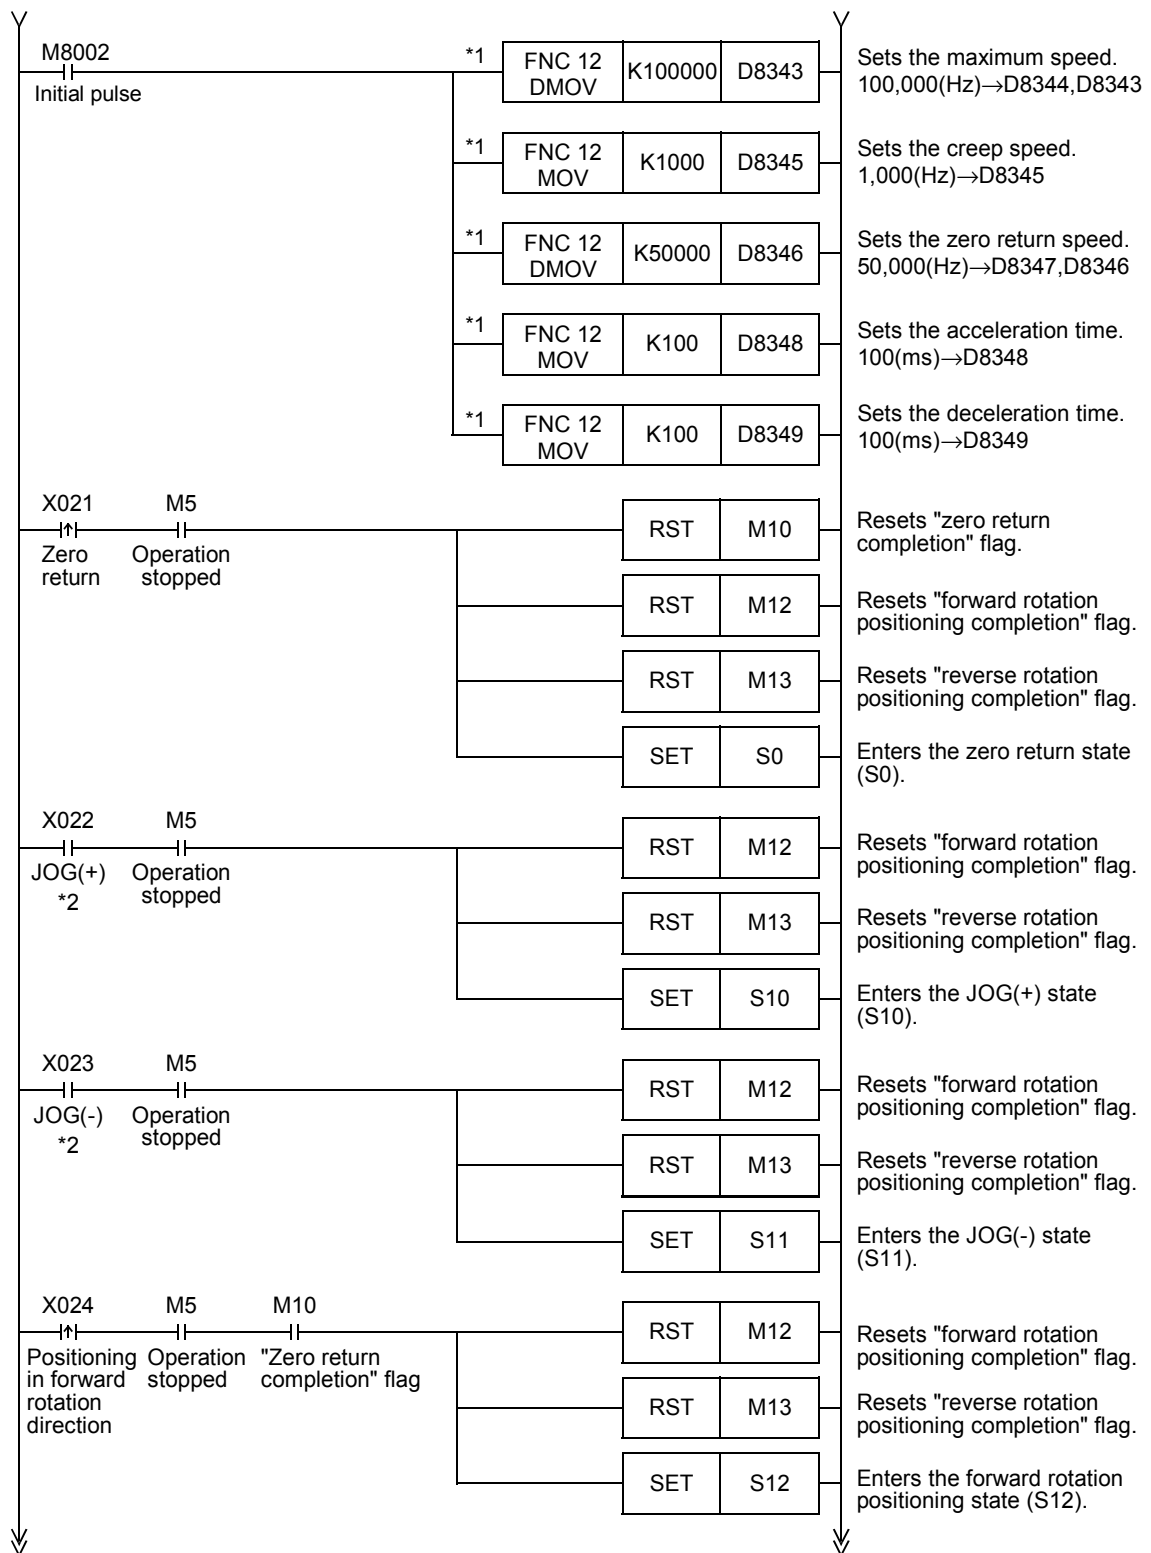 M8002
Initial pulse
*1
FNC 12
DMOV
K100000
D8343
Sets the maximum speed.
100,000(Hz)→D8344,D8343
*1
FNC 12
MOV
K1000
D8345
Sets the creep speed.
1,000(Hz)→D8345
*1
FNC 12
DMOV
K50000
D8346
Sets the zero return speed.
50,000(Hz)→D8347,D8346
*1
FNC 12
MOV
K100
D8348
Sets the acceleration time.
100(ms)→D8348
*1
FNC 12
MOV
K100
D8349
Sets the deceleration time.
100(ms)→D8349
X021
Zero
return
M5
Operation
stopped
RST
M10
Resets "zero return
completion" flag.
RST
M12
Resets "forward rotation
positioning completion" flag.
RST
M13
Resets "reverse rotation
positioning completion" flag.
SET
S0
Enters the zero return state
(S0).
X022
JOG(+)
*2
M5
Operation
stopped
RST
M12
Resets "forward rotation
positioning completion" flag.
RST
M13
Resets "reverse rotation
positioning completion" flag.
SET
S10
Enters the JOG(+) state
(S10).
X023
JOG(-)
*2
M5
Operation
stopped
RST
M12
Resets "forward rotation
positioning completion" flag.
RST
M13
Resets "reverse rotation
positioning completion" flag.
SET
S11
Enters the JOG(-) state
(S11).
X024
Positioning
in forward
rotation
direction
M5
Operation
stopped
M10
"Zero return
completion" flag
RST
M12
Resets "forward rotation
positioning completion" flag.
RST
M13
Resets "reverse rotation
positioning completion" flag.
SET
S12
Enters the forward rotation
positioning state (S12).